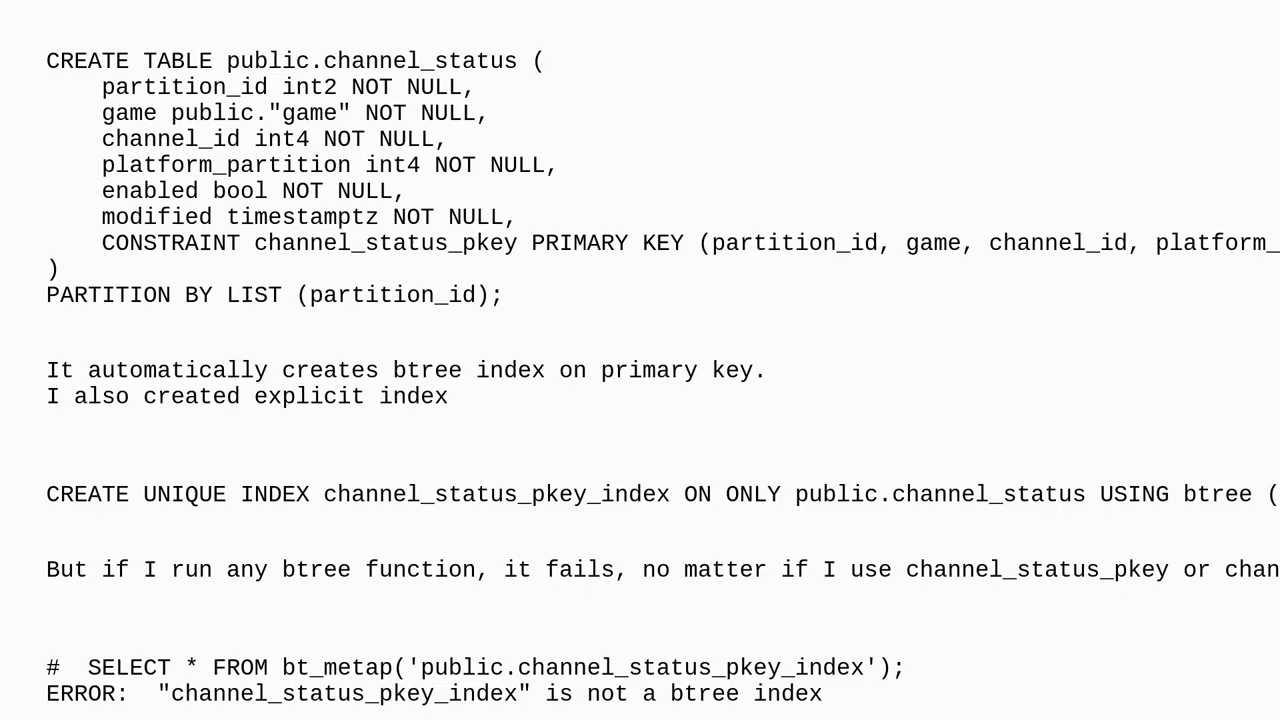 CREATE TABLE public.channel_status (
    partition_id int2 NOT NULL,
    game public."game" NOT NULL,
    channel_id int4 NOT NULL,
    platform_partition int4 NOT NULL,
    enabled bool NOT NULL,
    modified timestamptz NOT NULL,
    CONSTRAINT channel_status_pkey PRIMARY KEY (partition_id, game, channel_id, platform_
)
PARTITION BY LIST (partition_id);
It automatically creates btree index on primary key.
I also created explicit index
CREATE UNIQUE INDEX channel_status_pkey_index ON ONLY public.channel_status USING btree (
But if I run any btree function, it fails, no matter if I use channel_status_pkey or chan
#  SELECT * FROM bt_metap('public.channel_status_pkey_index');
ERROR:  "channel_status_pkey_index" is not a btree index